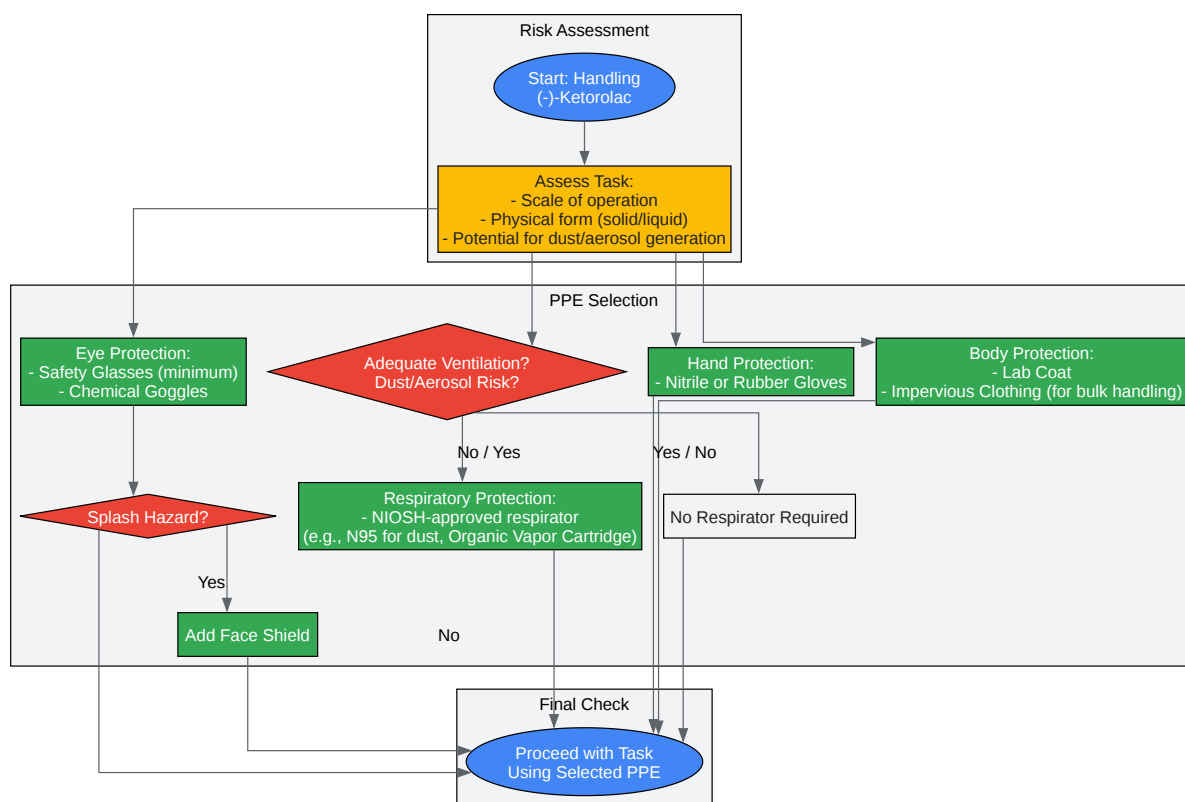 Risk Assessment
Start: Handling
(-)-Ketorolac
Assess Task:
- Scale of operation
- Physical form (solid/liquid)
- Potential for dust/aerosol generation
PPE Selection
Eye Protection:
- Safety Glasses (minimum)
- Chemical Goggles
Adequate Ventilation?
Dust/Aerosol Risk?
Hand Protection:
- Nitrile or Rubber Gloves
Body Protection:
- Lab Coat
- Impervious Clothing (for bulk handling)
No / Yes
Yes / No
Splash Hazard?
Respiratory Protection:
- NIOSH-approved respirator
(e.g., N95 for dust, Organic Vapor Cartridge)
No Respirator Required
Yes
Add Face Shield
No
Final Check
Proceed with Task
Using Selected PPE